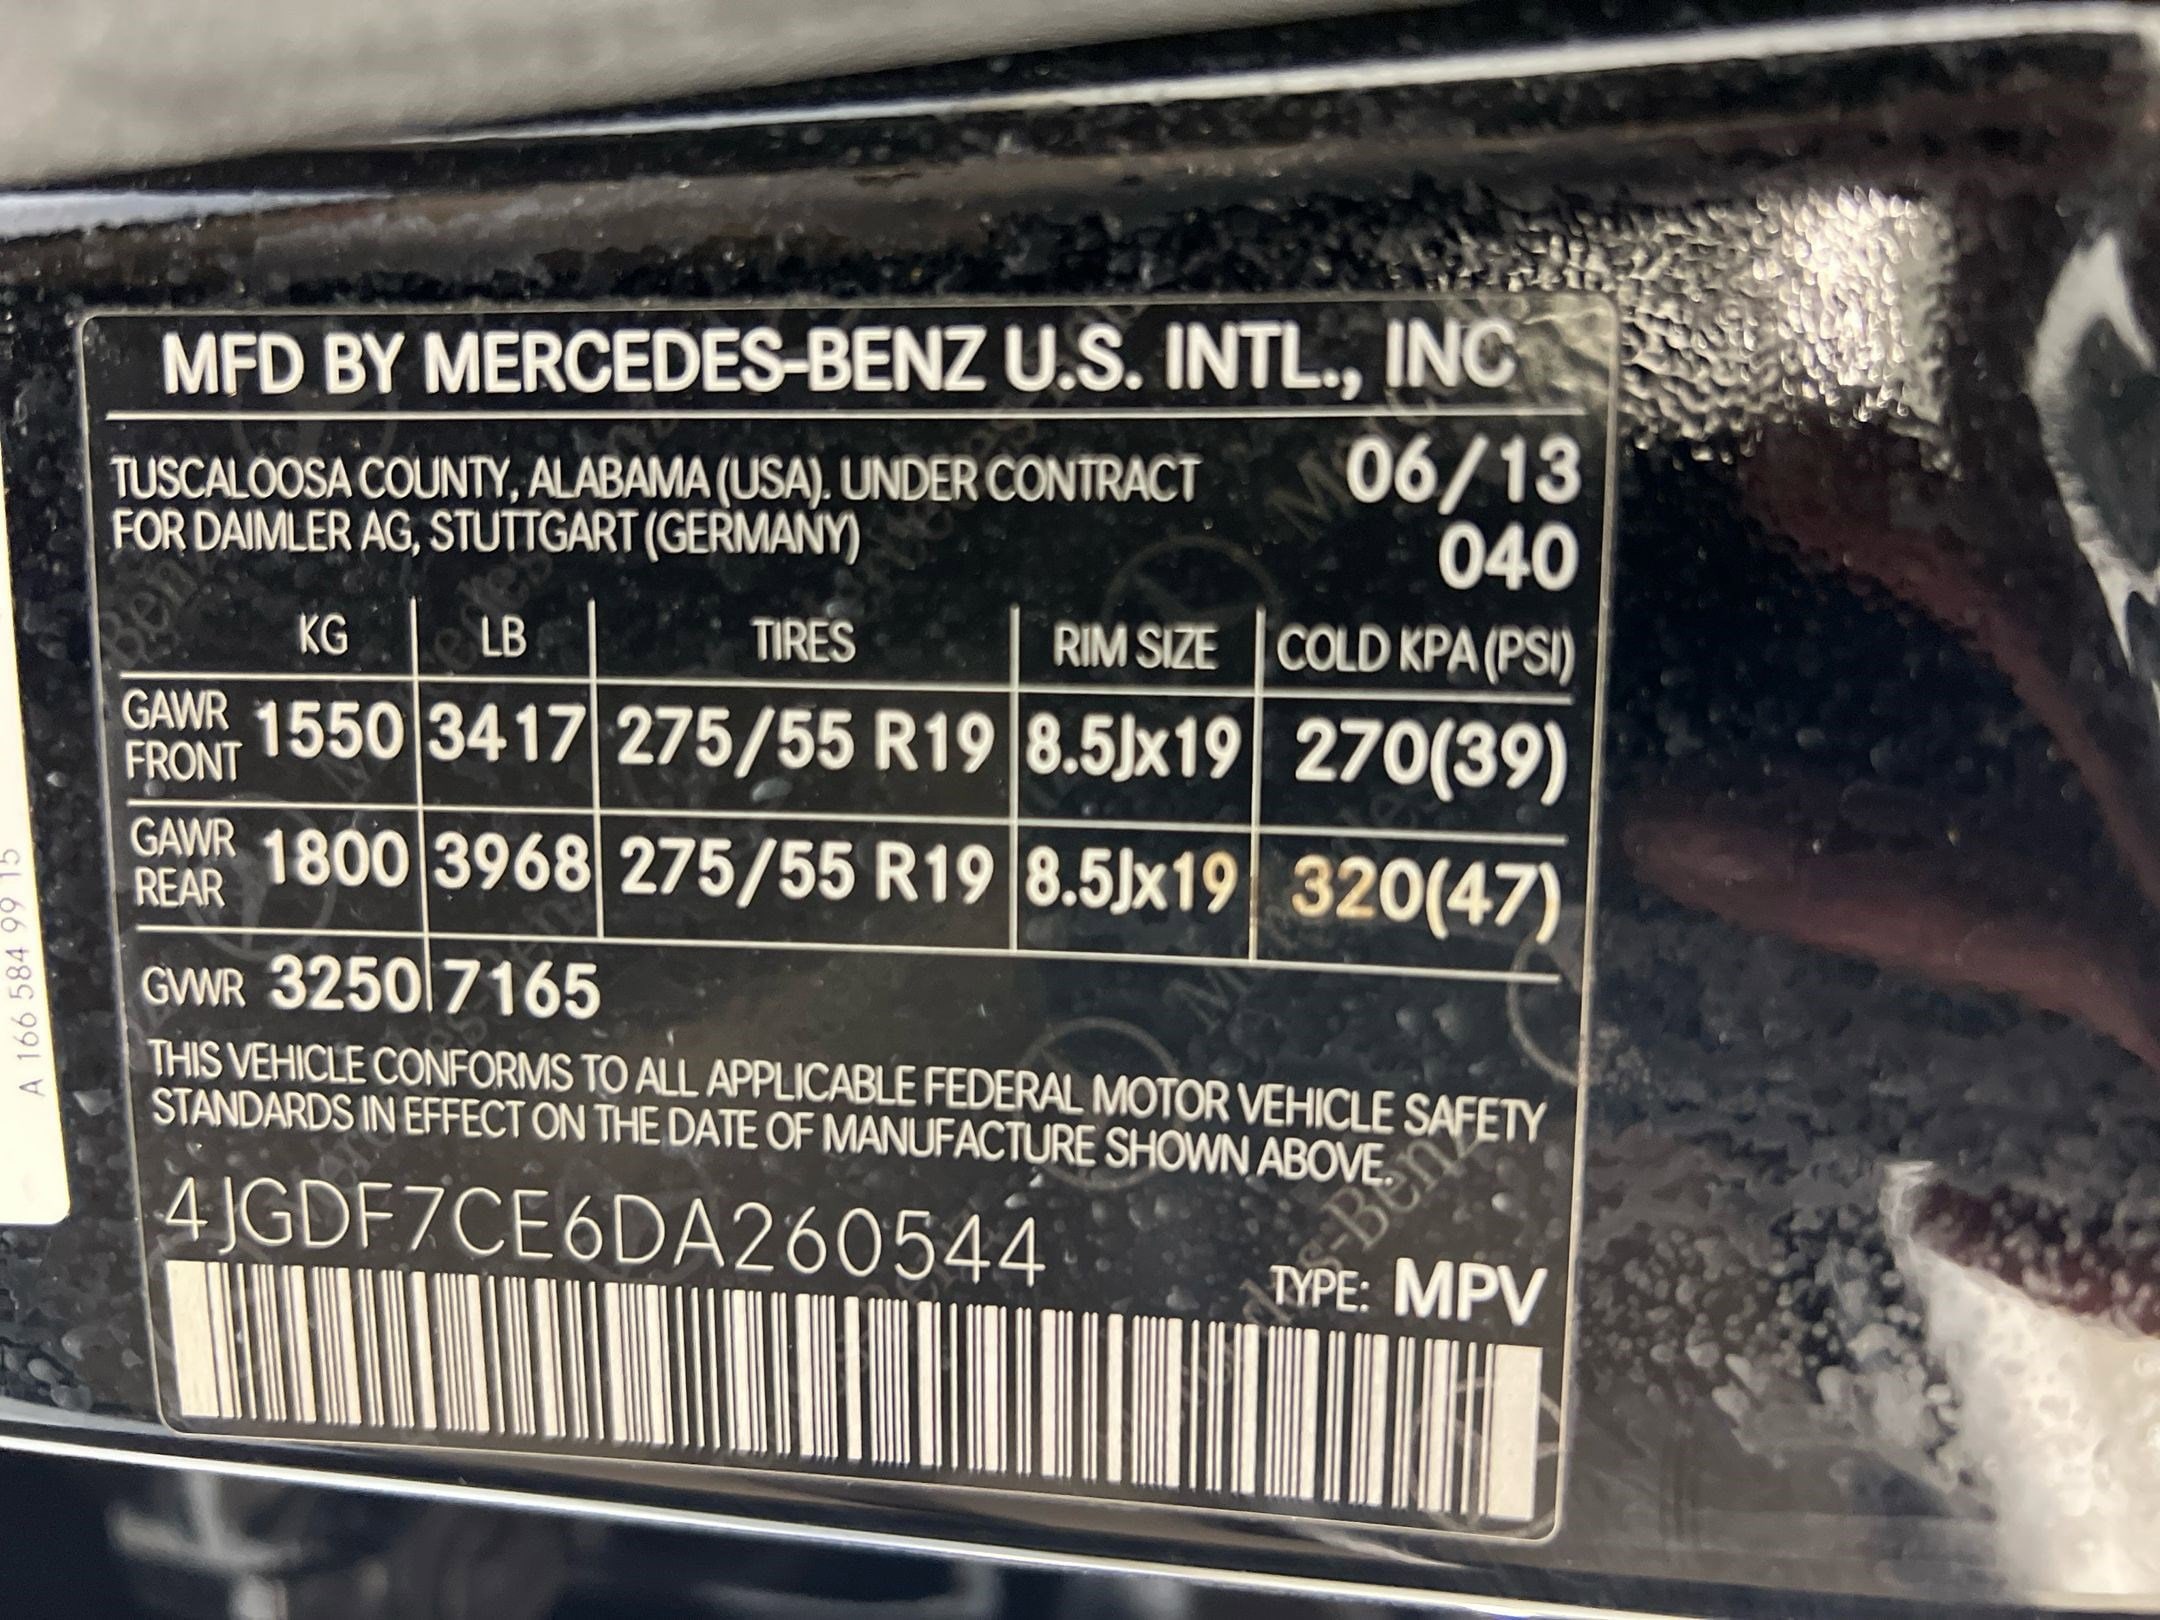 MFD BY MERCEDES-BENZ U.S. INTL., INC
TUSCALOOSA COUNTY, ALABAMA (USA). UNDER CONTRACT 06/13
FOR DAIMLER AG, STUTTGART (GERMANY) 040
KG LB TIRES RIM SIZE COLD KPA (PSI)
GAWR FRONT 1550 3417 275/55 R19 8.5Jx19 270(39)
GAWR REAR 1800 3968 275/55 R19 8.5Jx19 320(47)
GVWR 3250 7165
THIS VEHICLE CONFORMS TO ALL APPLICABLE FEDERAL MOTOR VEHICLE SAFETY
STANDARDS IN EFFECT ON THE DATE OF MANUFACTURE SHOWN ABOVE.
4JGDF7CE6DA260544
TYPE: MPV
A 166 584 99 15